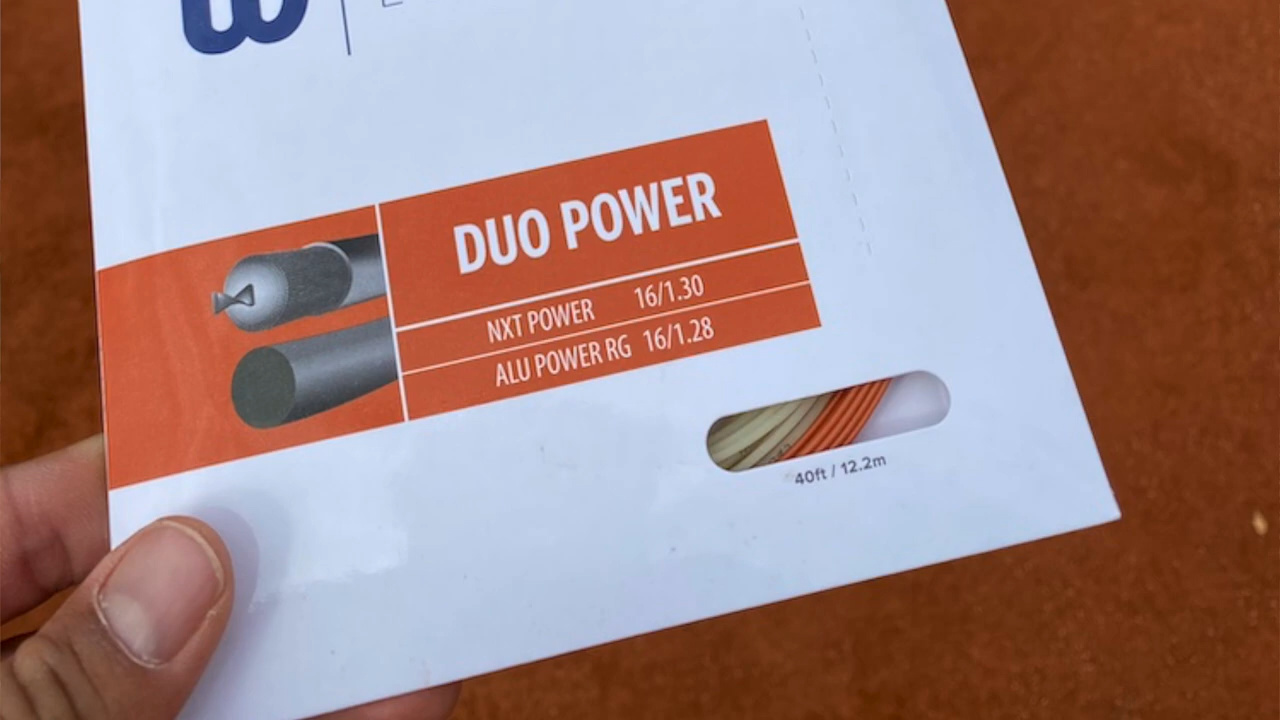 DUO POWER
NXT POWER 16/1.30
ALU POWER RG 16/1.28
40ft / 12.2m